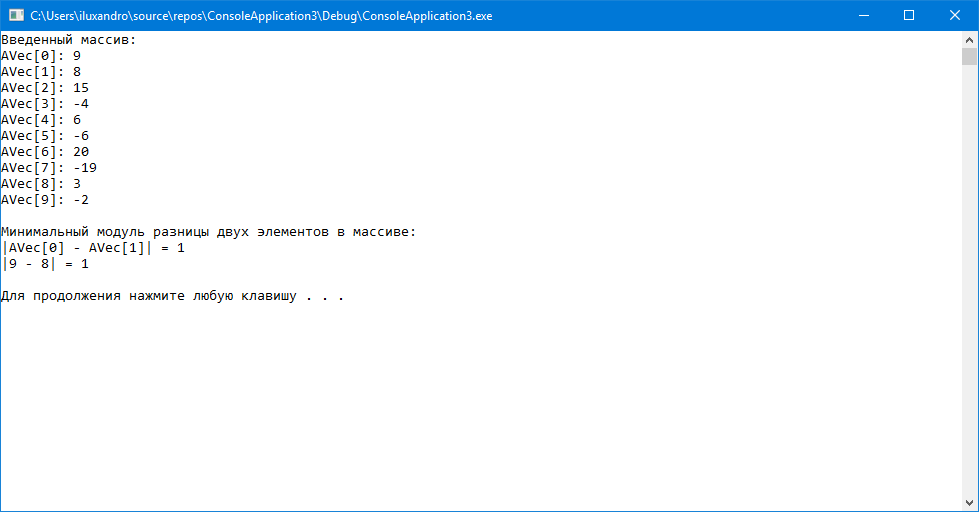 C:\Users\iluxandro\source\repos\ConsoleApplication3\Debug\ConsoleApplication3.exe
Введенный массив:
AVec[0]: 9
AVec[1]: 8
AVec[2]: 15
AVec[3]: -4
AVec[4]: 6
AVec[5]: -6
AVec[6]: 20
AVec[7]: -19
AVec[8]: 3
AVec[9]: -2
Минимальный модуль разницы двух элементов в массиве:
|AVec[0] - AVec[1]| = 1
|9 - 8| = 1
Для продолжения нажмите любую клавишу . . .